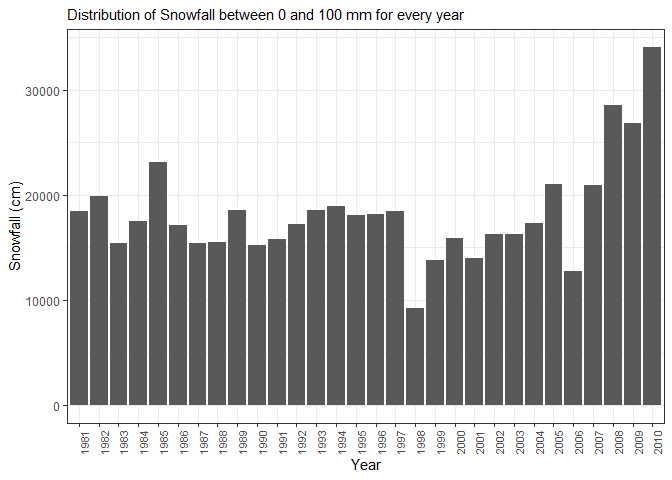 Distribution of Snowfall between 0 and 100 mm for every year
Snowfall (cm)
30000
20000
10000
0
1981 1982 1983 1984 1985 1986 1987 1988 1989 1990 1991 1992 1993 1994 1995 1996 1997 1998 1999 2000 2001 2002 2003 2004 2005 2006 2007 2008 2009 2010
Year